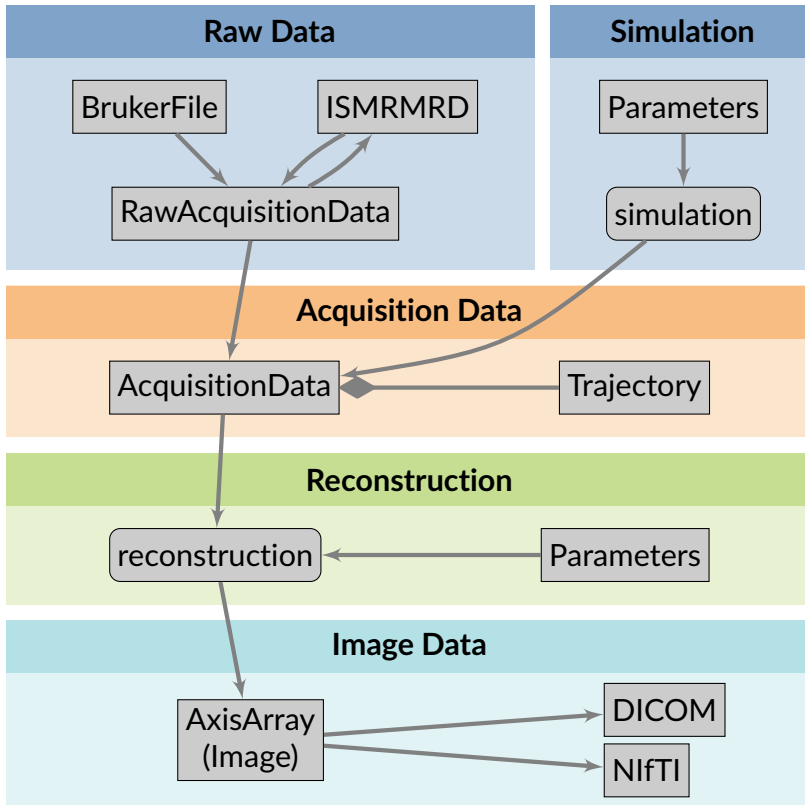 Raw Data
Simulation
BrukerFile
ISMRMRD
Parameters
RawAcquisitionData
simulation
Acquisition Data
AcquisitionData
Trajectory
Reconstruction
reconstruction
Parameters
Image Data
AxisArray
(Image)
DICOM
NIfTI